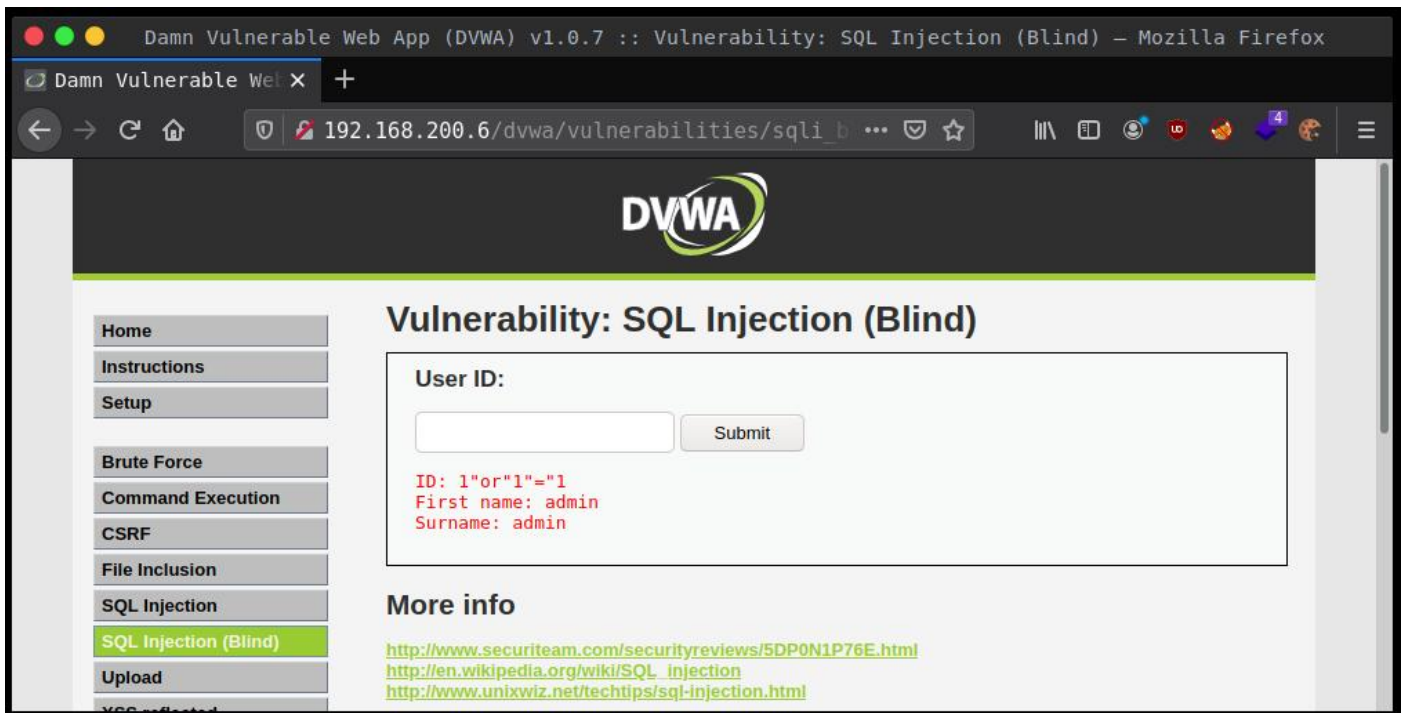 Damn Vulnerable Web App (DVWA) v1.0.7 :: Vulnerability: SQL Injection (Blind) — Mozilla Firefox
Damn Vulnerable We
192.168.200.6/dvwa/vulnerabilities/sqli_b
4
DVWA
Home
Instructions
Setup
Brute Force
Command Execution
CSRF
File Inclusion
SQL Injection
SQL Injection (Blind)
Upload
Vulnerability: SQL Injection (Blind)
User ID:
Submit
ID: 1"or"1"="1
First name: admin
Surname: admin
More info
http://www.securiteam.com/securityreviews/5DP0N1P76E.html
http://en.wikipedia.org/wiki/SQL_injection
http://www.unixwiz.net/techtips/sql-injection.html